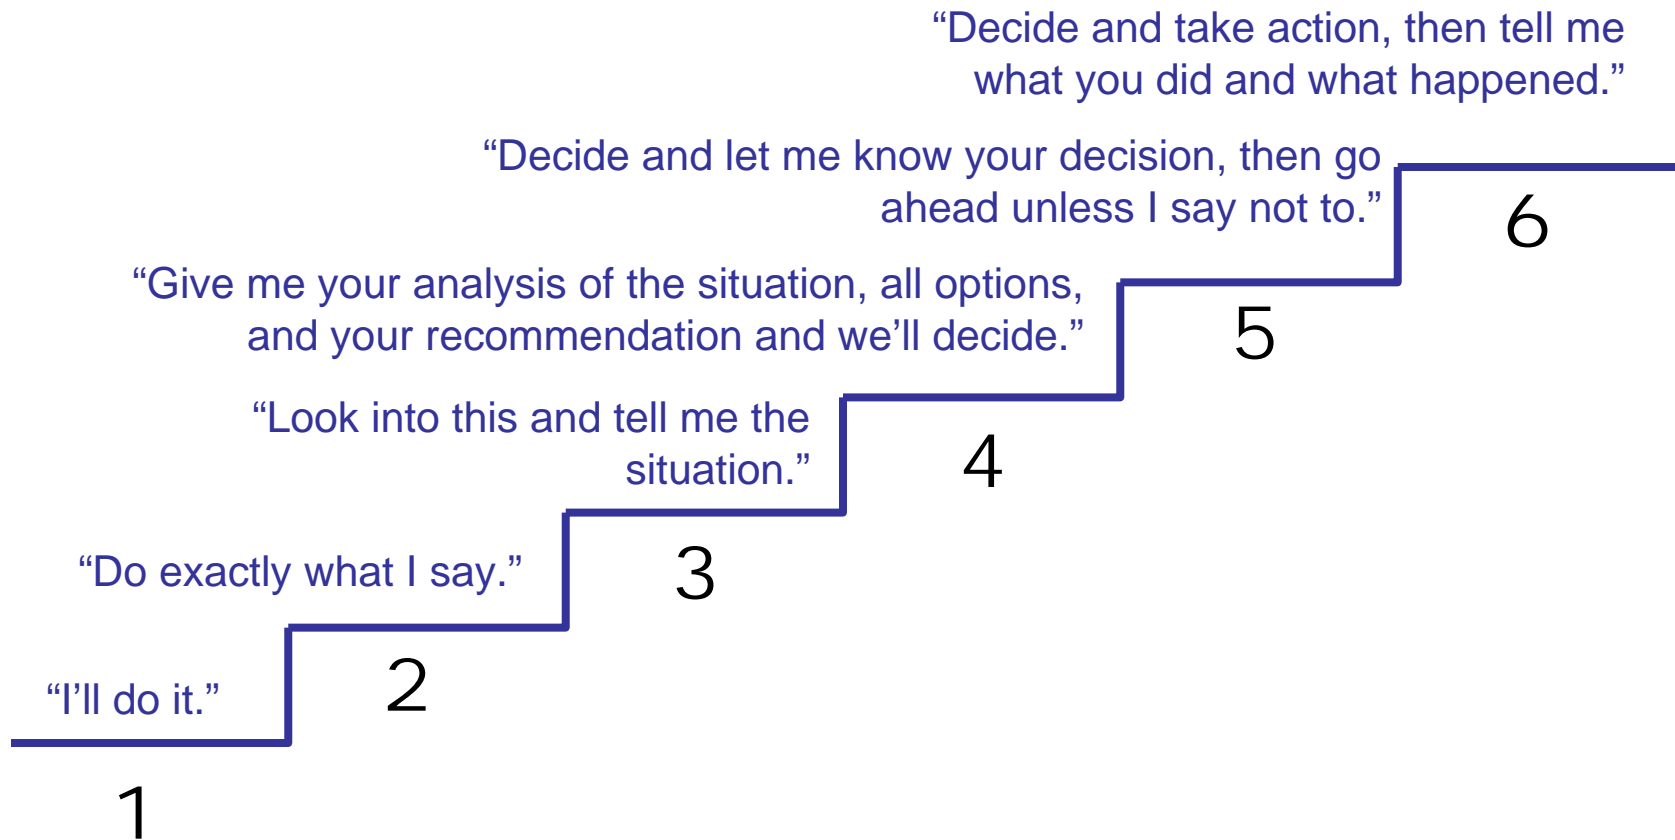 “Decide and take action, then tell me
what you did and what happened.”
“Decide and let me know your decision, then go
ahead unless I say not to.”
6
“Give me your analysis of the situation, all options,
and your recommendation and we’ll decide.”
5
“Look into this and tell me the
situation.”
4
“Do exactly what I say.”
3
“I’ll do it.”
2
1